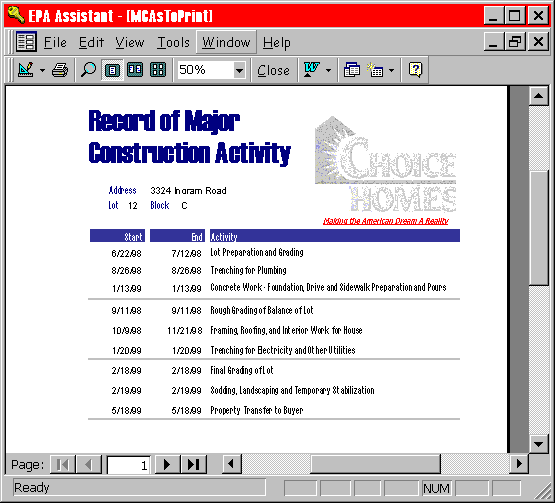 EPA Assistant - [MCAsToPrint]
File Edit View Tools Window Help
50% Close W ?
Record of Major
Construction Activity
CHOICE
HOMES
Making the American Dream A Reality
Address 3324 Ingram Road
Lot 12 Block C
Start End Activity
6/22/98 7/12/98 Lot Preparation and Grading
8/26/98 8/26/98 Trenching for Plumbing
1/13/99 1/13/99 Concrete Work - Foundation, Drive and Sidewalk Preparation and Pours
9/11/98 9/11/98 Rough Grading of Balance of Lot
10/9/98 11/21/98 Framing, Roofing, and Interior Work for House
1/20/99 1/20/99 Trenching for Electricity and Other Utilities
2/18/99 2/18/99 Final Grading of Lot
2/19/99 2/19/99 Sodding, Landscaping and Temporary Stabilization
5/18/99 5/18/99 Property Transfer to Buyer
Page: 1
Ready NUM